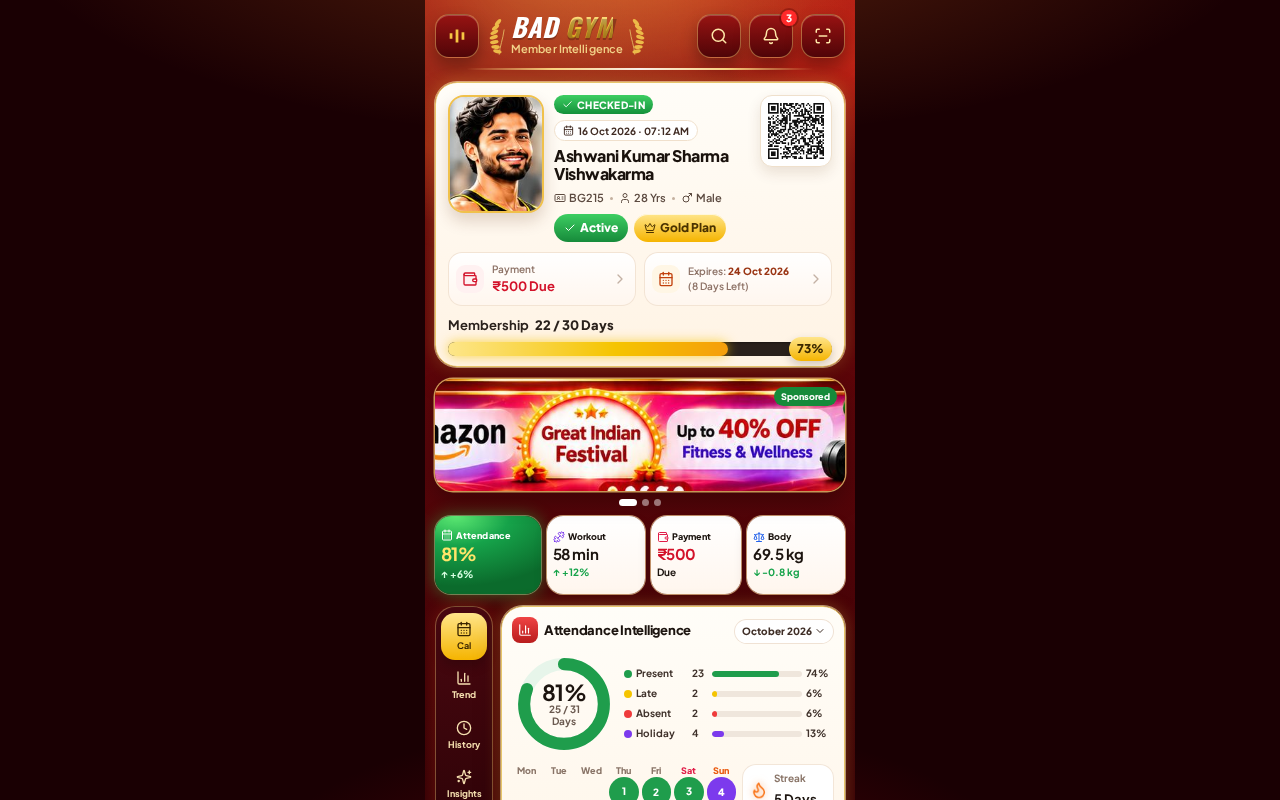 BAD GYM
Member Intelligence
3
CHECKED-IN
16 Oct 2026 · 07:12 AM
Ashwani Kumar Sharma
Vishwakarma
BG215 • 28 Yrs • Male
Active
Gold Plan
Payment
₹500 Due
Expires: 24 Oct 2026
(8 Days Left)
Membership 22 / 30 Days
73%
Sponsored
azon
Great Indian
Festival
Up to 40% OFF
Fitness & Wellness
Attendance
81%
↑ +6%
Workout
58 min
↑ +12%
Payment
₹500
Due
Body
69.5 kg
↓ -0.8 kg
Cal
Trend
History
Insights
Attendance Intelligence
October 2026
81%
25 / 31
Days
Present 23 74%
Late 2 6%
Absent 2 6%
Holiday 4 13%
Mon Tue Wed Thu Fri Sat Sun
1 2 3 4
Streak
5 Days